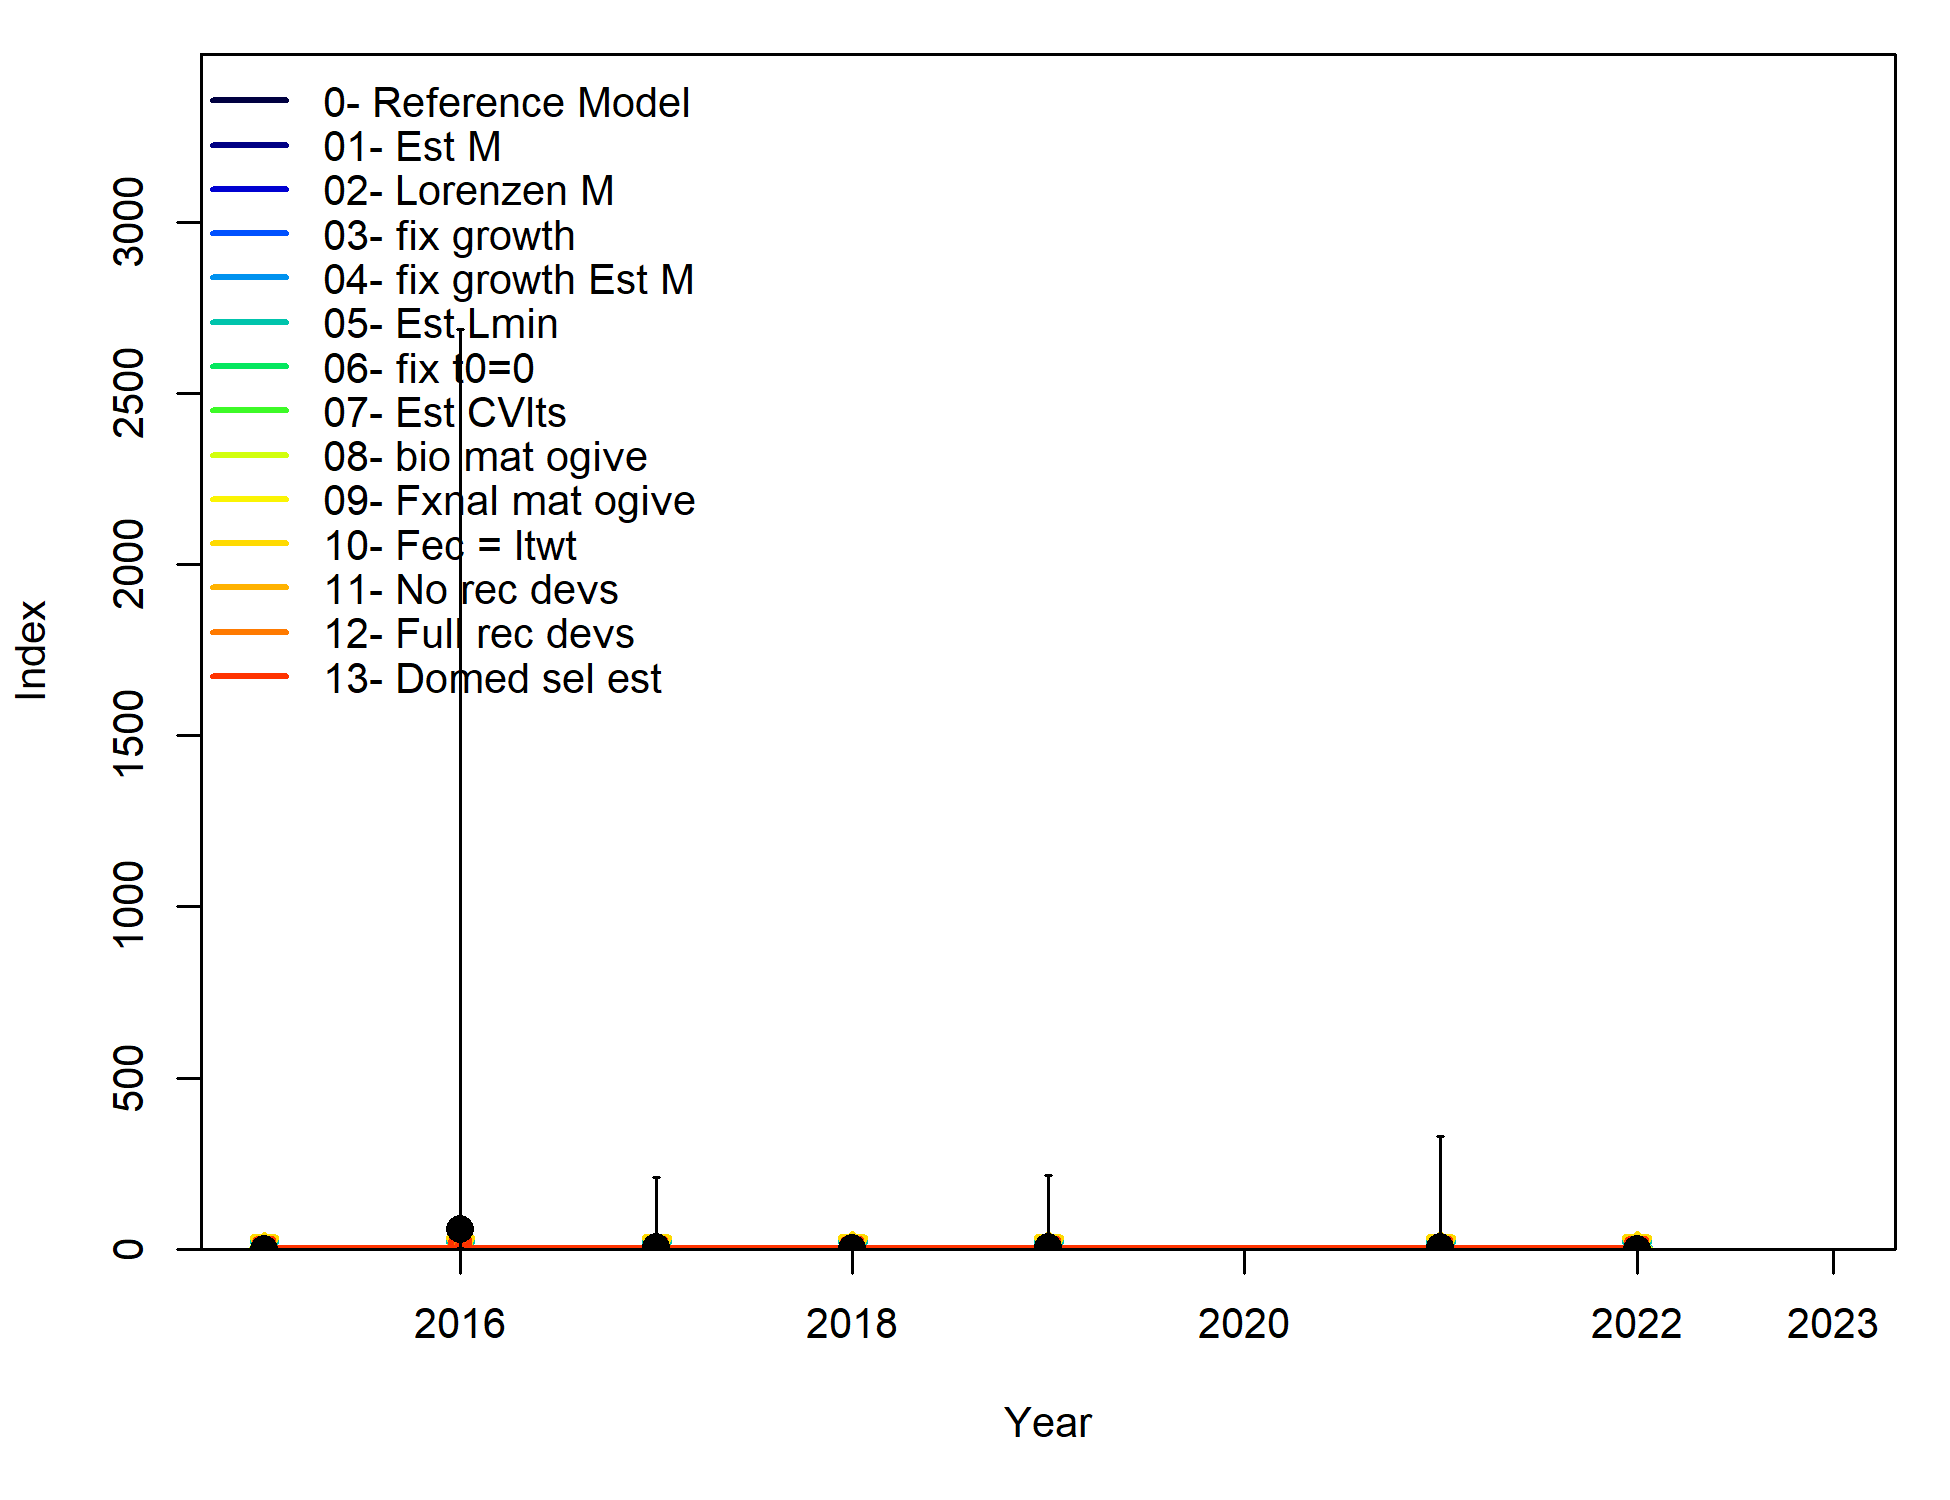 0- Reference Model
01- Est M
02- Lorenzen M
03- fix growth
04- fix growth Est M
05- Est Lmin
06- fix t0=0
07- Est CVlts
08- bio mat ogive
09- Fxnal mat ogive
10- Fec = ltwt
11- No rec devs
12- Full rec devs
13- Domed sel est
Index
3000
2500
2000
1500
1000
500
0
2016 2018 2020 2022 2023
Year